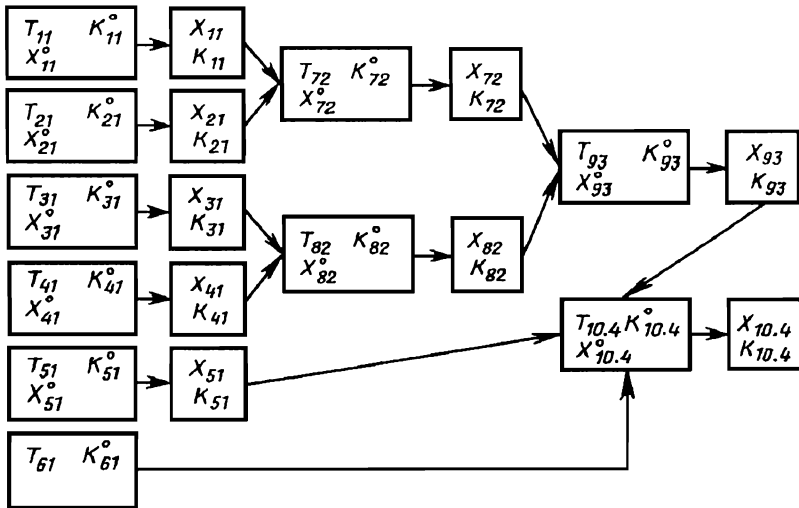 T₁₁ K°₁₁
X°₁₁
X₁₁
K₁₁
T₂₁ K°₂₁
X°₂₁
X₂₁
K₂₁
T₇₂ K°₇₂
X°₇₂
X₇₂
K₇₂
T₃₁ K°₃₁
X°₃₁
X₃₁
K₃₁
T₄₁ K°₄₁
X°₄₁
X₄₁
K₄₁
T₈₂ K°₈₂
X°₈₂
X₈₂
K₈₂
T₉₃ K°₉₃
X°₉₃
X₉₃
K₉₃
T₅₁ K°₅₁
X°₅₁
X₅₁
K₅₁
T₁₀.₄ K°₁₀.₄
X°₁₀.₄
X₁₀.₄
K₁₀.₄
T₆₁ K°₆₁